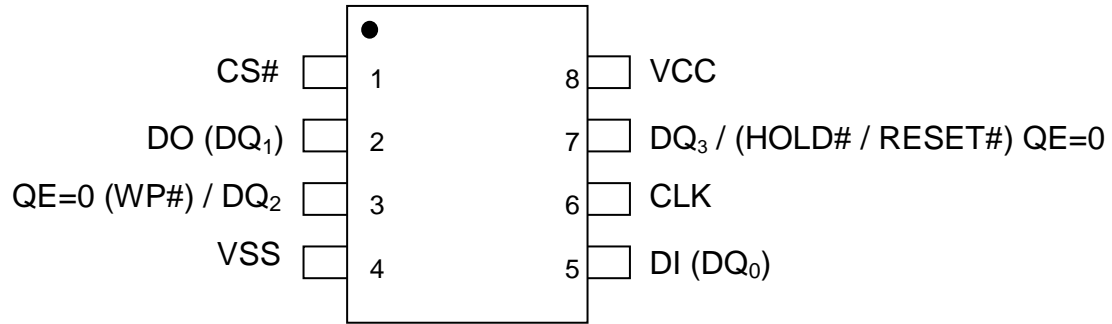 CS# 1 8 VCC
DO (DQ₁) 2 7 DQ₃ / (HOLD# / RESET#) QE=0
QE=0 (WP#) / DQ₂ 3 6 CLK
VSS 4 5 DI (DQ₀)